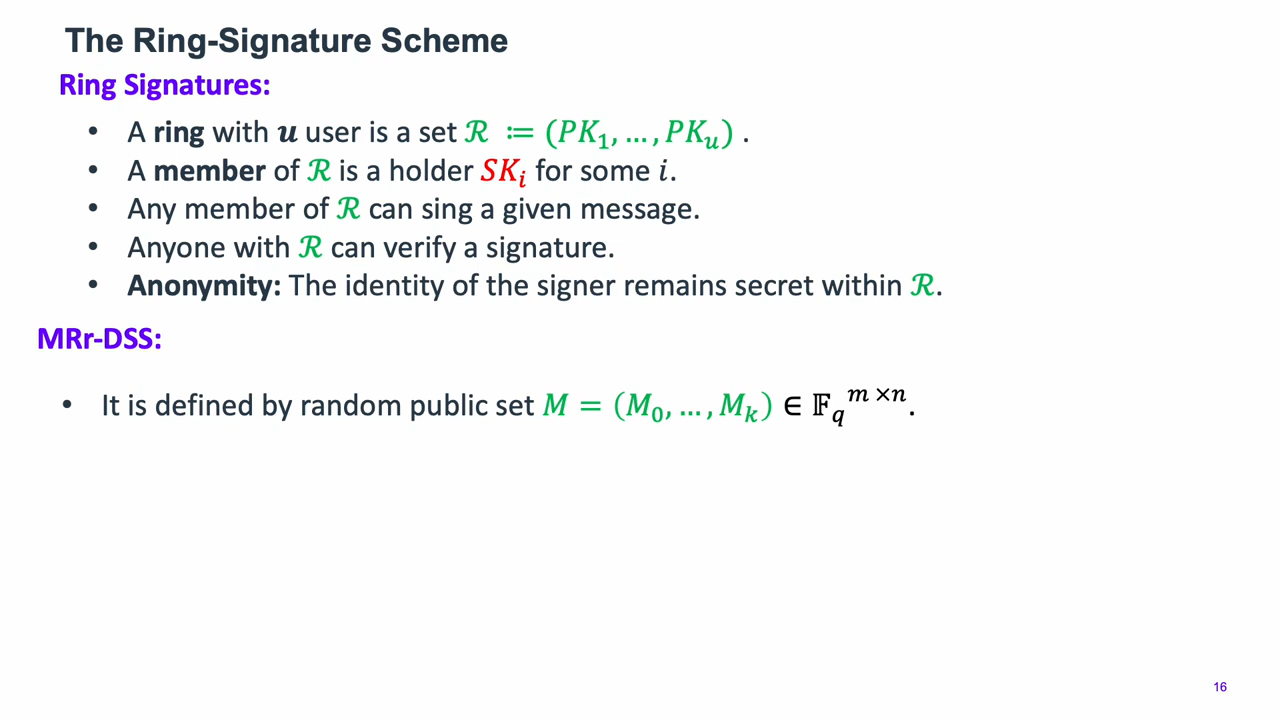 The Ring-Signature Scheme
Ring Signatures:
• A ring with 𝒖 user is a set ℛ ≔ (𝑃𝐾₁, … , 𝑃𝐾ᵤ) .
• A member of ℛ is a holder 𝑆𝐾ᵢ for some 𝑖.
• Any member of ℛ can sing a given message.
• Anyone with ℛ can verify a signature.
• Anonymity: The identity of the signer remains secret within ℛ.
MRr-DSS:
• It is defined by random public set 𝑀 = (𝑀₀, … , 𝑀ₖ) ∈ 𝔽_q^{m×n}.
16